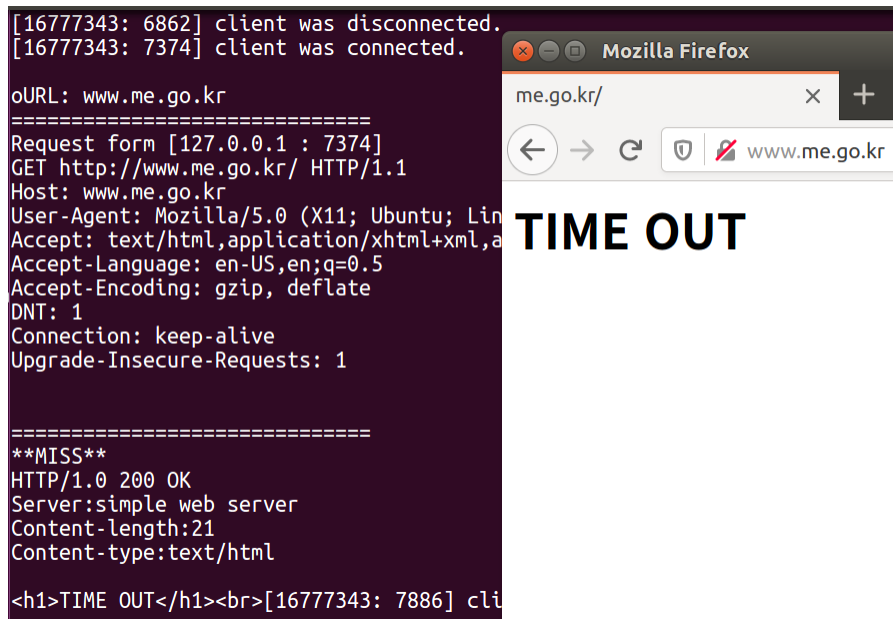 [16777343: 6862] client was disconnected.
[16777343: 7374] client was connected.
oURL: www.me.go.kr
==============================
Request form [127.0.0.1 : 7374]
GET http://www.me.go.kr/ HTTP/1.1
Host: www.me.go.kr
User-Agent: Mozilla/5.0 (X11; Ubuntu; Lin
Accept: text/html,application/xhtml+xml,a
Accept-Language: en-US,en;q=0.5
Accept-Encoding: gzip, deflate
DNT: 1
Connection: keep-alive
Upgrade-Insecure-Requests: 1
==============================
**MISS**
HTTP/1.0 200 OK
Server:simple web server
Content-length:21
Content-type:text/html
<h1>TIME OUT</h1><br>[16777343: 7886] cli
Mozilla Firefox
me.go.kr/
www.me.go.kr
TIME OUT